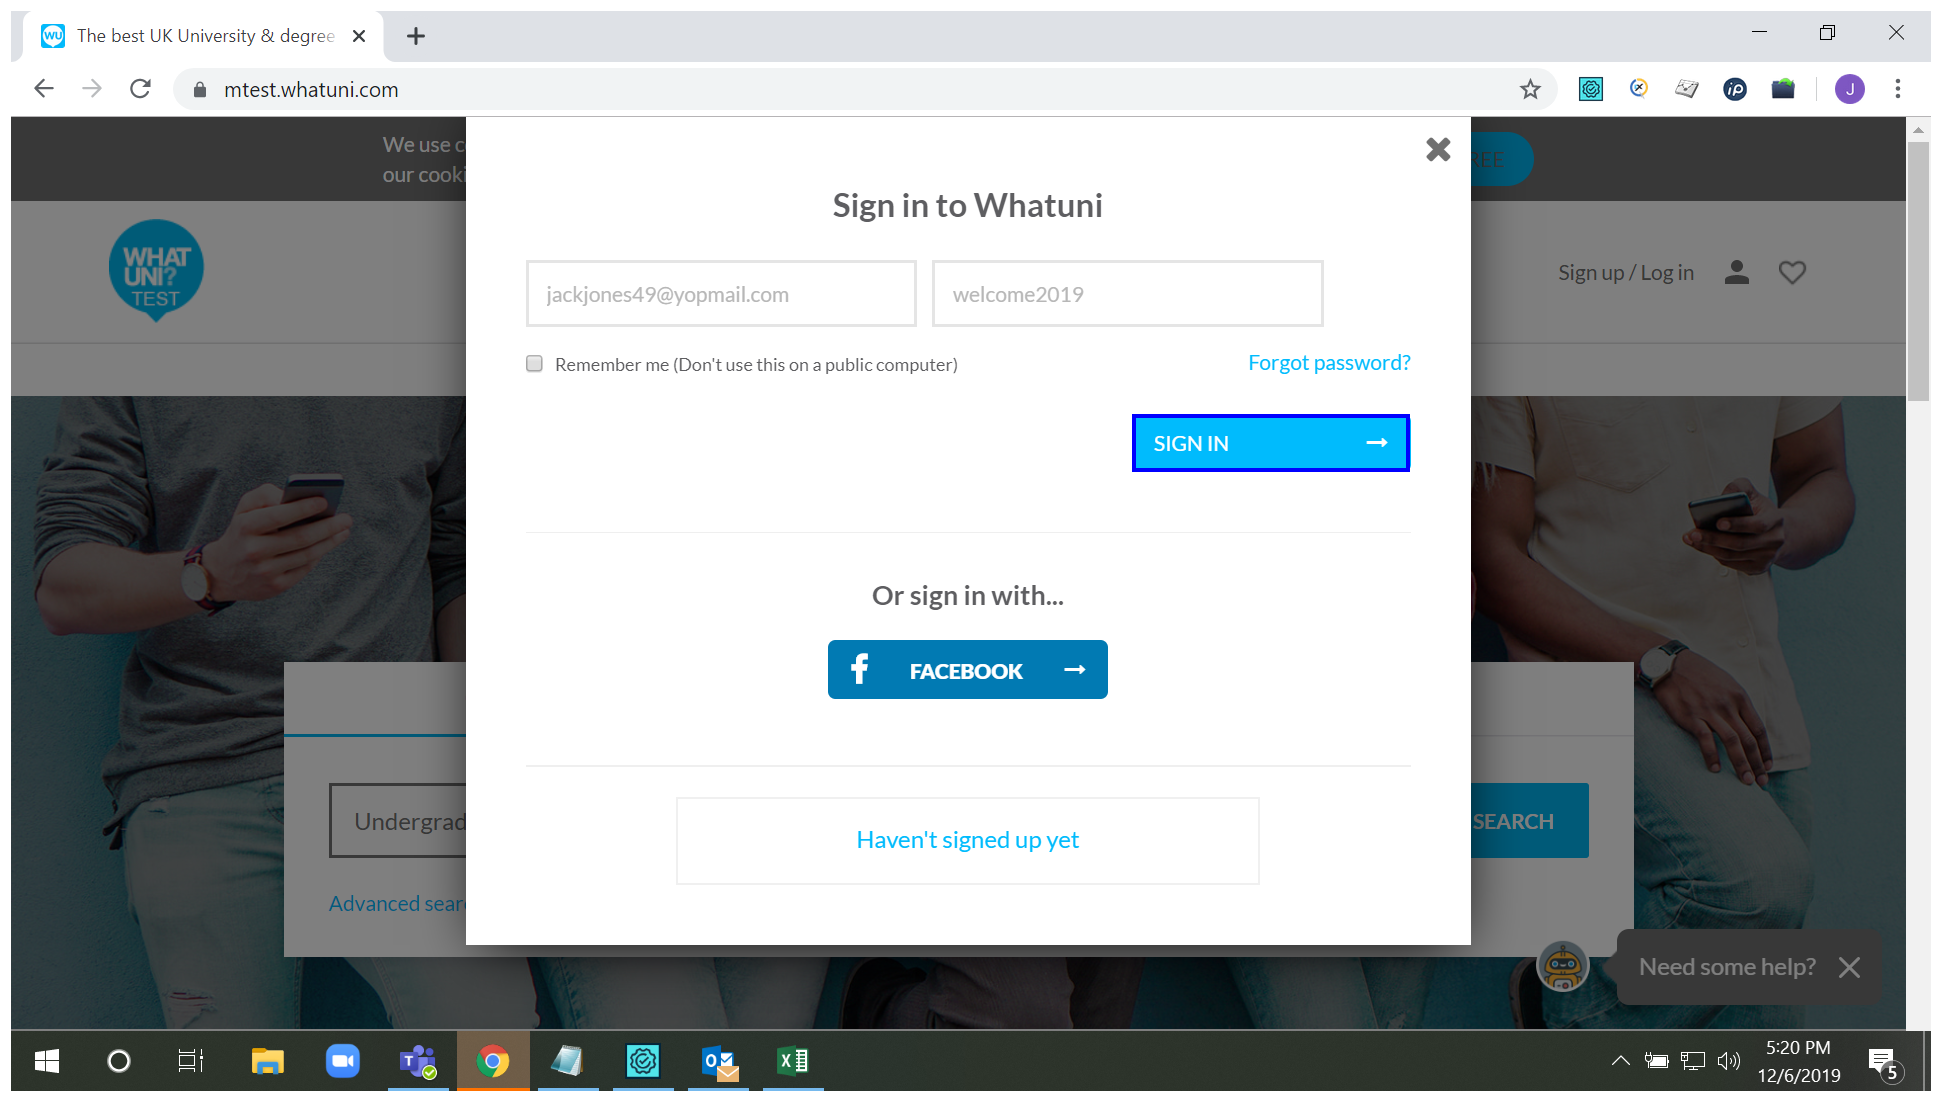 The best UK University & degree
mtest.whatuni.com
J
We use c
our cooki
REE
WHAT
UNI?
TEST
Sign up / Log in
Sign in to Whatuni
jackjones49@yopmail.com
welcome2019
Remember me (Don't use this on a public computer)
Forgot password?
SIGN IN
Or sign in with...
FACEBOOK
Haven't signed up yet
Undergrad
SEARCH
Advanced sear
Need some help?
5:20 PM
12/6/2019
5